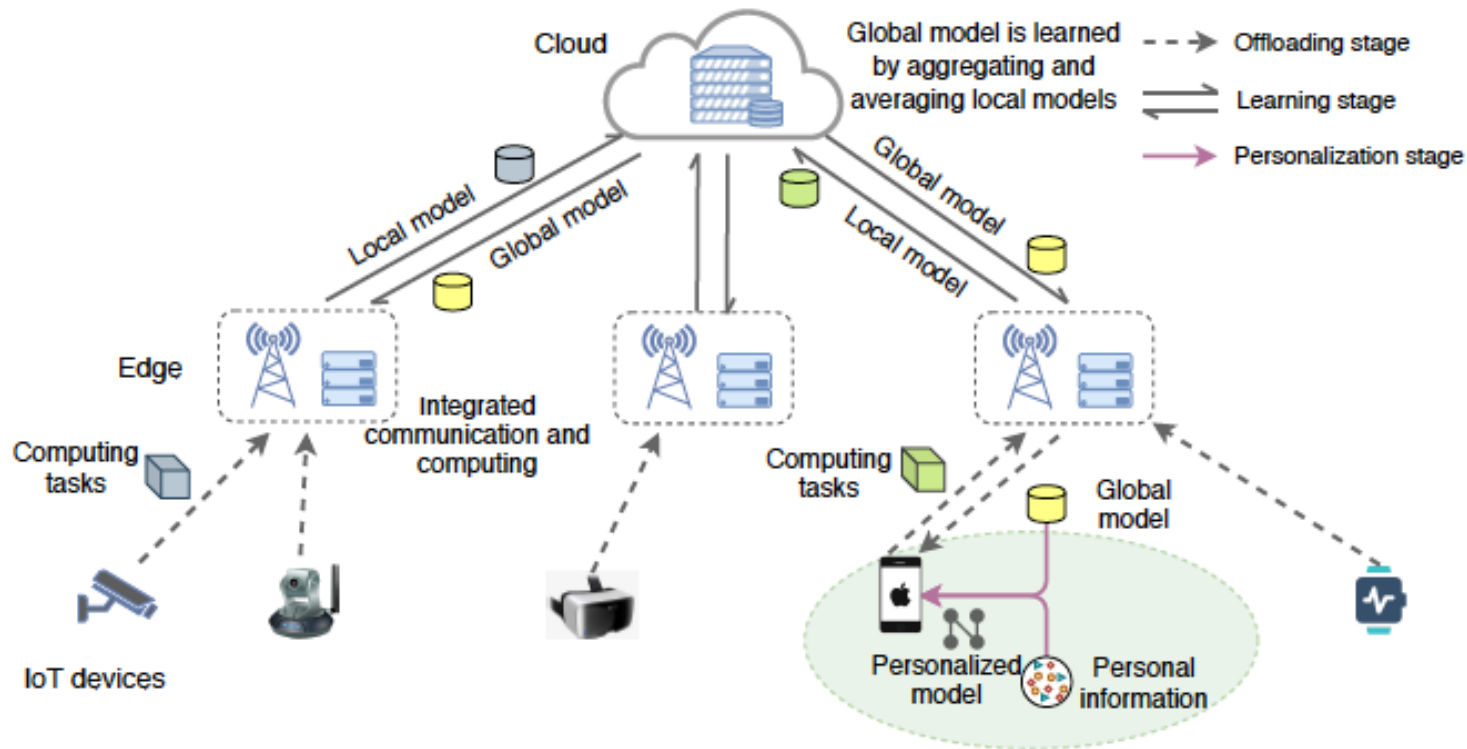 Cloud
Global model is learned
by aggregating and
averaging local models
Offloading stage
Learning stage
Personalization stage
Local model
Global model
Global model
Local model
Edge
Integrated
communication and
computing
Computing
tasks
Computing
tasks
Global
model
IoT devices
Personalized
model
Personal
information